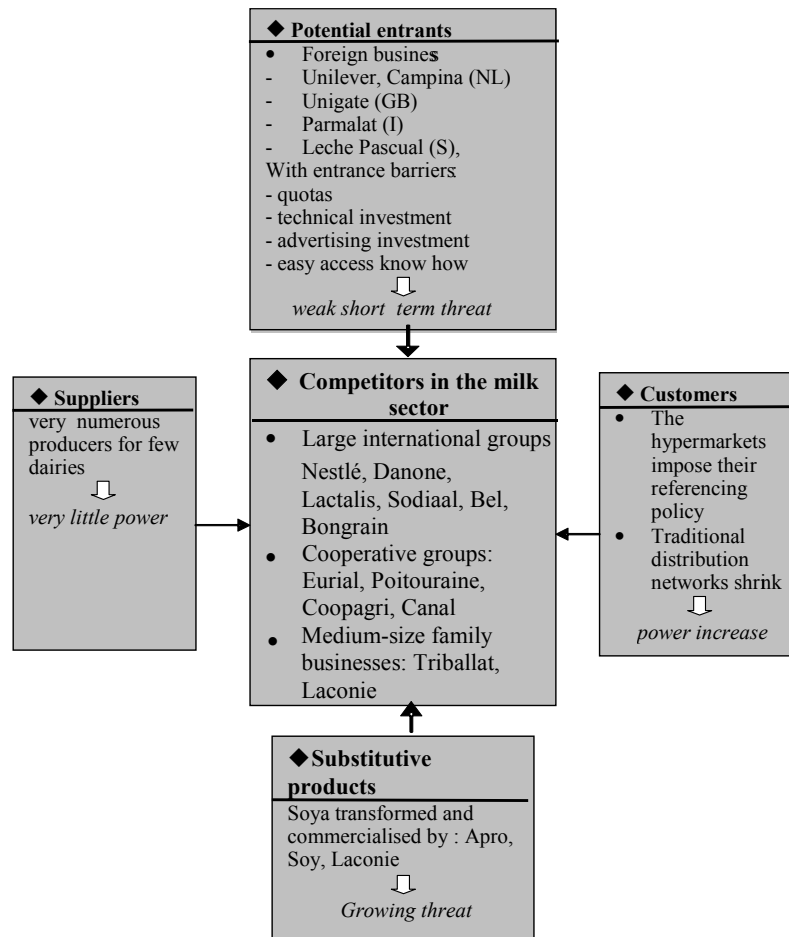 ◆ Potential entrants
• Foreign busines​s
- Unilever, Campina (NL)
- Unigate (GB)
- Parmalat (I)
- Leche Pascual (S),
With entrance barriers:
- quotas
- technical investment
- advertising investment
- easy access know how
weak short term threat
◆ Suppliers
very numerous
producers for few
dairies
very little power
◆ Competitors in the milk
sector
• Large international groups
Nestlé, Danone,
Lactalis, Sodiaal, Bel,
Bongrain
• Cooperative groups:
Eurial, Poitouraine,
Coopagri, Canal
• Medium-size family
businesses: Triballat,
Laconie
◆ Customers
• The
hypermarkets
impose their
referencing
policy
• Traditional
distribution
networks shrink
power increase
◆ Substitutive
products
Soya transformed and
commercialised by : Apro,
Soy, Laconie
Growing threat